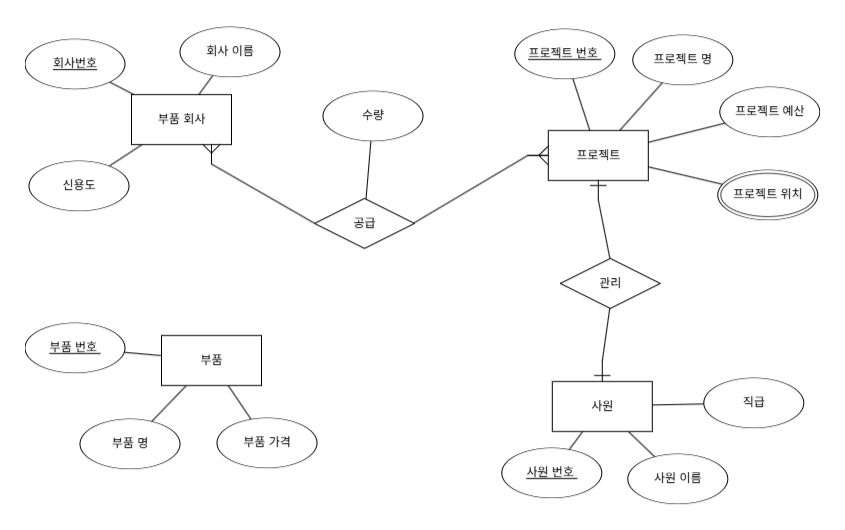 회사번호
회사 이름
부품 회사
신용도
수량
공급
프로젝트 번호
프로젝트 명
프로젝트 예산
프로젝트
프로젝트 위치
관리
부품 번호
부품
부품 명
부품 가격
사원
직급
사원 번호
사원 이름